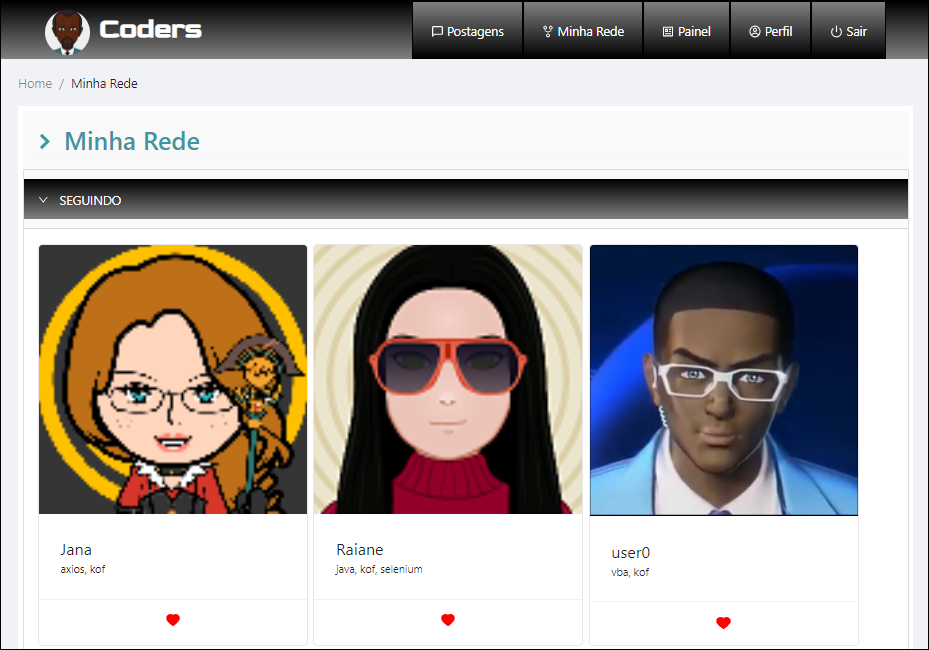 Coders
Postagens Minha Rede Painel Perfil Sair
Home / Minha Rede
Minha Rede
SEGUINDO
Jana
axios, kof
Raiane
java, kof, selenium
user0
vba, kof